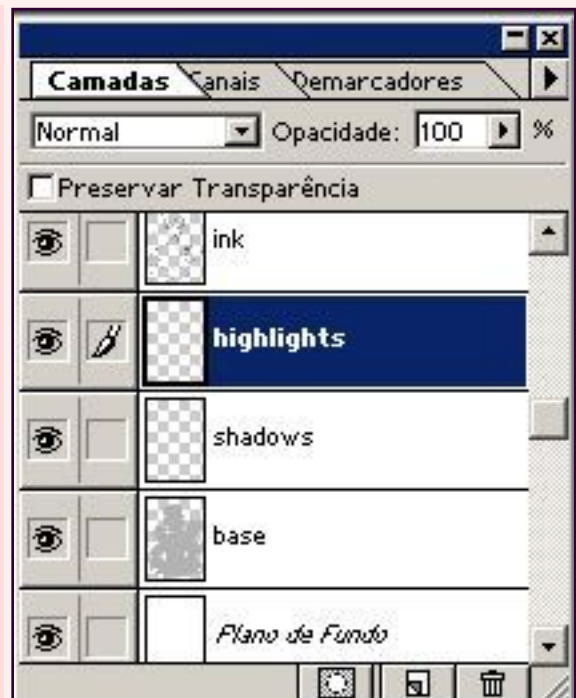 Camadas Canais Demarcadores
Normal Opacidade: 100 %
Preservar Transparência
ink
highlights
shadows
base
Plano de Fundo